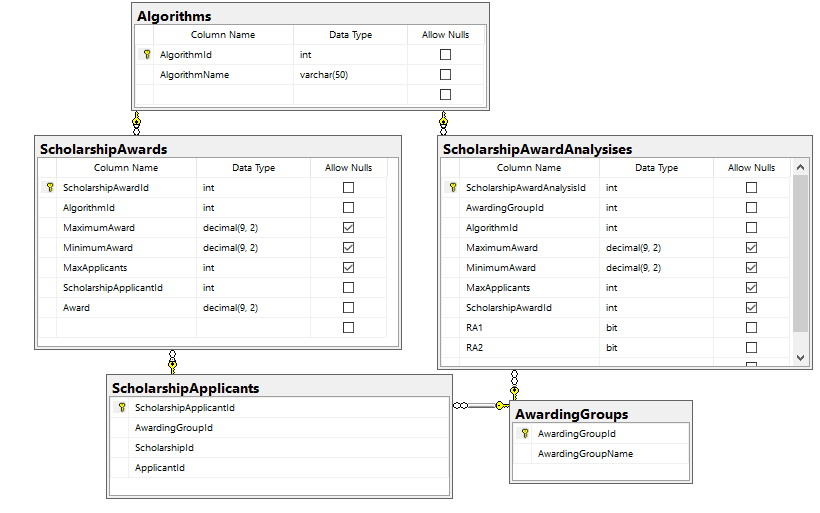 Algorithms
Column Name Data Type Allow Nulls
AlgorithmId int
AlgorithmName varchar(50)
ScholarshipAwards
Column Name Data Type Allow Nulls
ScholarshipAwardId int
AlgorithmId int
MaximumAward decimal(9, 2)
MinimumAward decimal(9, 2)
MaxApplicants int
ScholarshipApplicantId int
Award decimal(9, 2)
ScholarshipAwardAnalysises
Column Name Data Type Allow Nulls
ScholarshipAwardAnalysisId int
AwardingGroupId int
AlgorithmId int
MaximumAward decimal(9, 2)
MinimumAward decimal(9, 2)
MaxApplicants int
ScholarshipAwardId int
RA1 bit
RA2 bit
ScholarshipApplicants
ScholarshipApplicantId
AwardingGroupId
ScholarshipId
ApplicantId
AwardingGroups
AwardingGroupId
AwardingGroupName